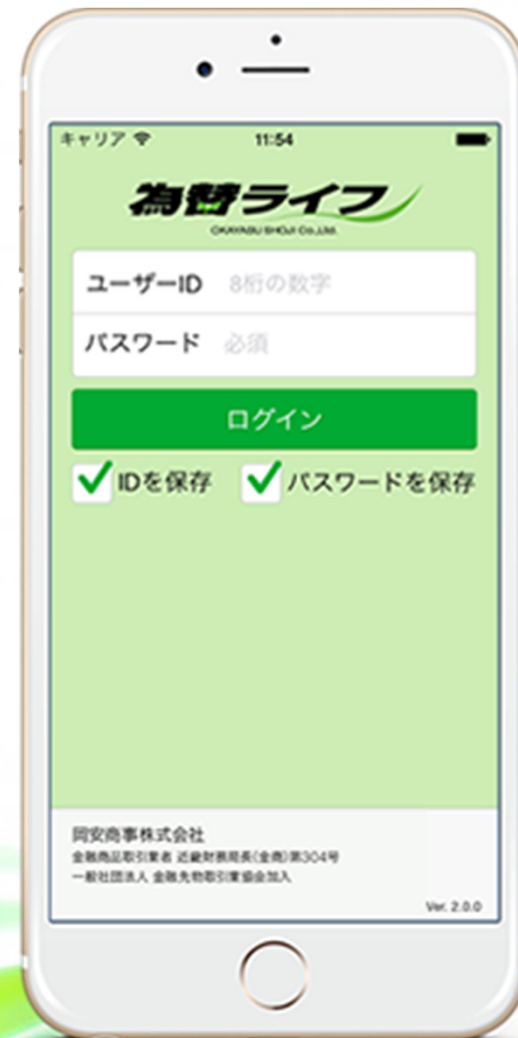 キャリア 11:54
為替ライフ
OKAYASU SHOJI Co.,Ltd.
ユーザーID 8桁の数字
パスワード 必須
ログイン
IDを保存 パスワードを保存
岡安商事株式会社
金融商品取引業者 近畿財務局長(金商)第304号
一般社団法人 金融先物取引業協会加入
Ver. 2.0.0